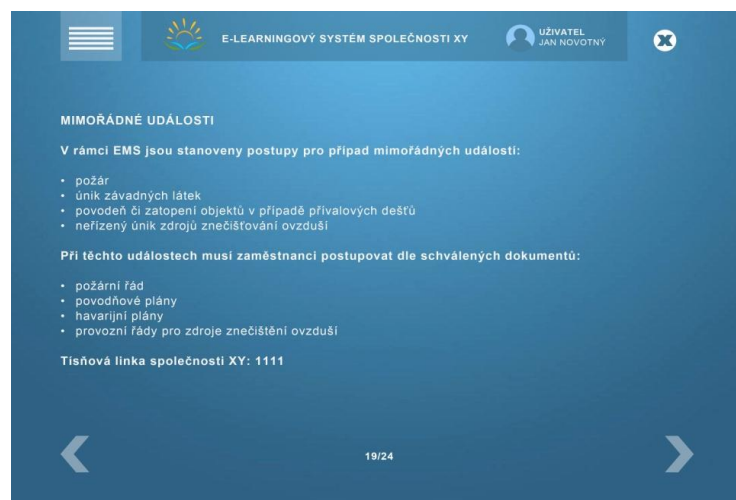 E-LEARNINGOVÝ SYSTÉM SPOLEČNOSTI XY
UŽIVATEL
JAN NOVOTNÝ
MIMOŘÁDNÉ UDÁLOSTI
V rámci EMS jsou stanoveny postupy pro případ mimořádných událostí:
• požár
• únik závadných látek
• povodeň či zatopení objektů v případě přívalových dešťů
• neřízený únik zdrojů znečišťování ovzduší
Při těchto událostech musí zaměstnanci postupovat dle schválených dokumentů:
• požární řád
• povodňové plány
• havarijní plány
• provozní řády pro zdroje znečištění ovzduší
Tísňová linka společnosti XY: 1111
19/24